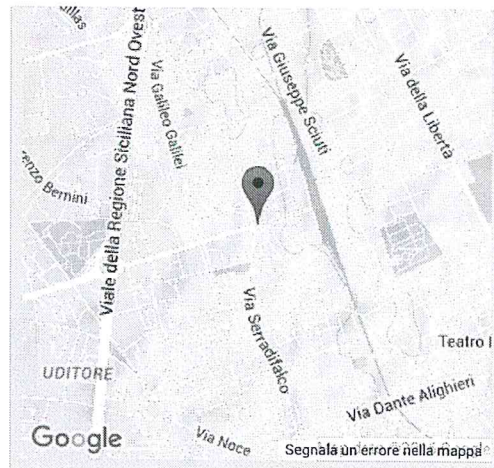 Viale della Regione Siciliana Nord Ovest
Via Galileo Galilei
Via Giuseppe Sciuti
Via della Libertà
enzo Bernini
Via Serradifalco
Teatro
UDITORE
Via Dante Alighieri
Google
Via Noce
Segnala un errore nella mappa